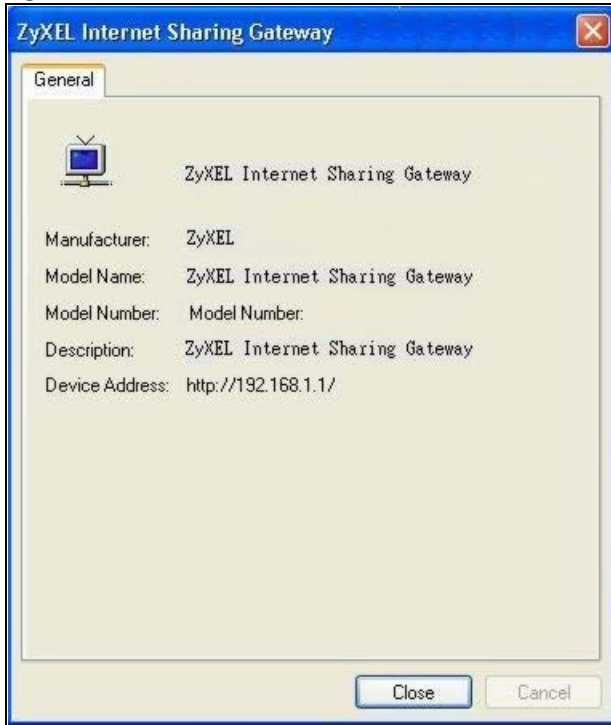 ZyXEL Internet Sharing Gateway
General
ZyXEL Internet Sharing Gateway
Manufacturer: ZyXEL
Model Name: ZyXEL Internet Sharing Gateway
Model Number: Model Number:
Description: ZyXEL Internet Sharing Gateway
Device Address: http://192.168.1.1/
Close Cancel